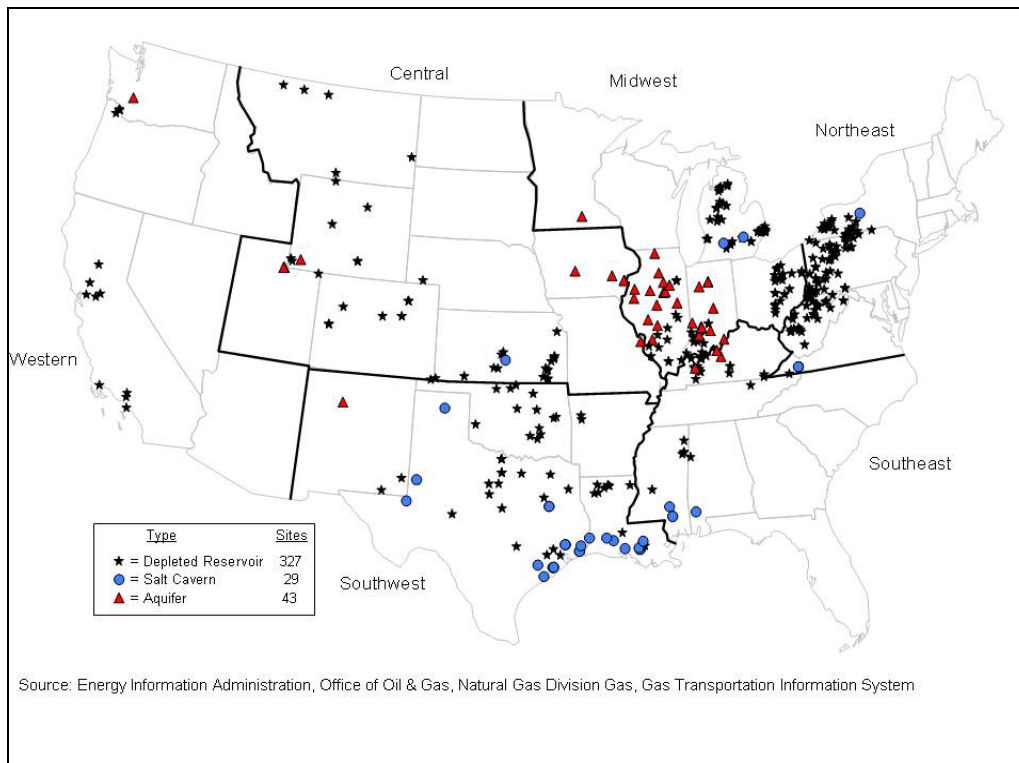 Central
Midwest
Northeast
Western
Southeast
Southwest
Type Sites
= Depleted Reservoir 327
= Salt Cavern 29
= Aquifer 43
Source: Energy Information Administration, Office of Oil & Gas, Natural Gas Division Gas, Gas Transportation Information System